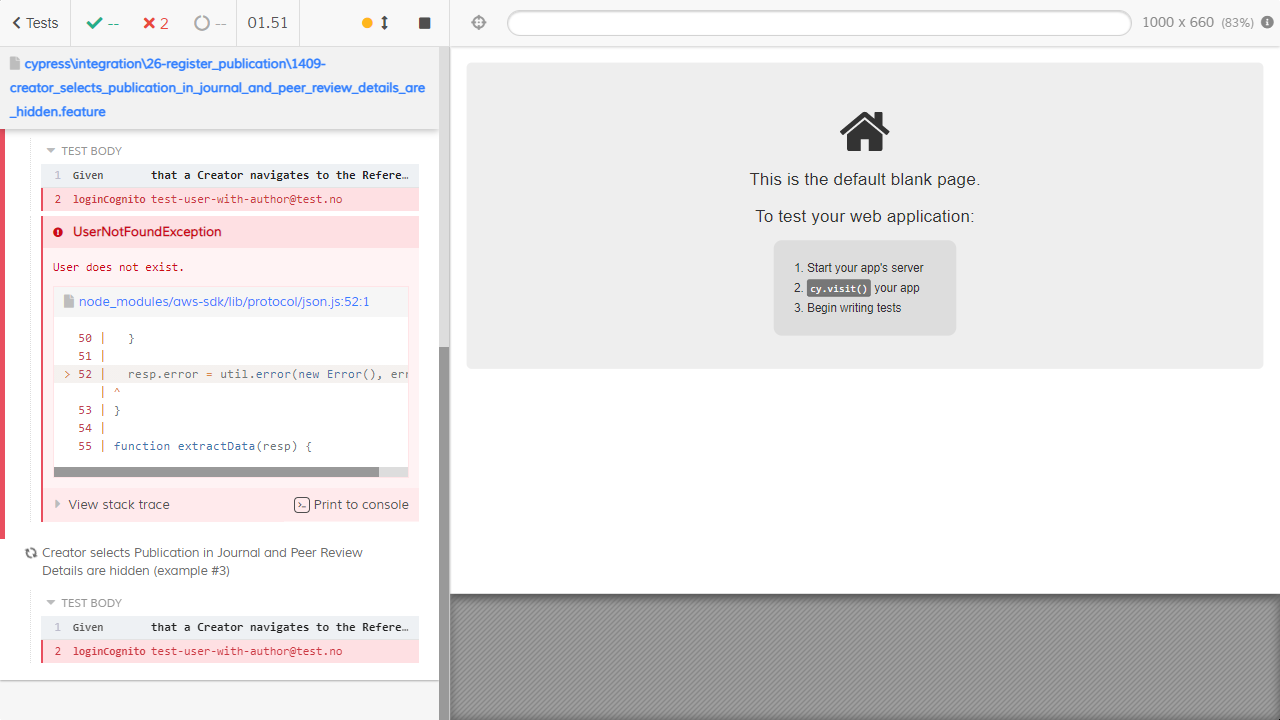 Tests
--
2
--
01.51
1000 x 660 (83%)
cypress\integration\26-register_publication\1409-
creator_selects_publication_in_journal_and_peer_review_details_are
_hidden.feature
TEST BODY
1 Given that a Creator navigates to the Refere…
2 loginCognito test-user-with-author@test.no
UserNotFoundException
User does not exist.
node_modules/aws-sdk/lib/protocol/json.js:52:1
50 | }
51 |
> 52 | resp.error = util.error(new Error(), err
| ^
53 | }
54 |
55 | function extractData(resp) {
View stack trace
Print to console
Creator selects Publication in Journal and Peer Review
Details are hidden (example #3)
TEST BODY
1 Given that a Creator navigates to the Refere…
2 loginCognito test-user-with-author@test.no
This is the default blank page.
To test your web application:
1. Start your app's server
2. cy.visit() your app
3. Begin writing tests